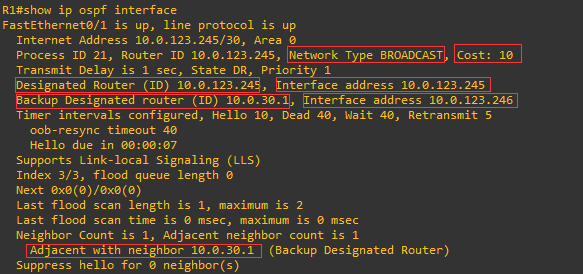 R1#show ip ospf interface
FastEthernet0/1 is up, line protocol is up
Internet Address 10.0.123.245/30, Area 0
Process ID 21, Router ID 10.0.123.245, Network Type BROADCAST, Cost: 10
Transmit Delay is 1 sec, State DR, Priority 1
Designated Router (ID) 10.0.123.245, Interface address 10.0.123.245
Backup Designated router (ID) 10.0.30.1, Interface address 10.0.123.246
Timer intervals configured, Hello 10, Dead 40, Wait 40, Retransmit 5
oob-resync timeout 40
Hello due in 00:00:07
Supports Link-local Signaling (LLS)
Index 3/3, flood queue length 0
Next 0x0(0)/0x0(0)
Last flood scan length is 1, maximum is 2
Last flood scan time is 0 msec, maximum is 0 msec
Neighbor Count is 1, Adjacent neighbor count is 1
Adjacent with neighbor 10.0.30.1 (Backup Designated Router)
Suppress hello for 0 neighbor(s)